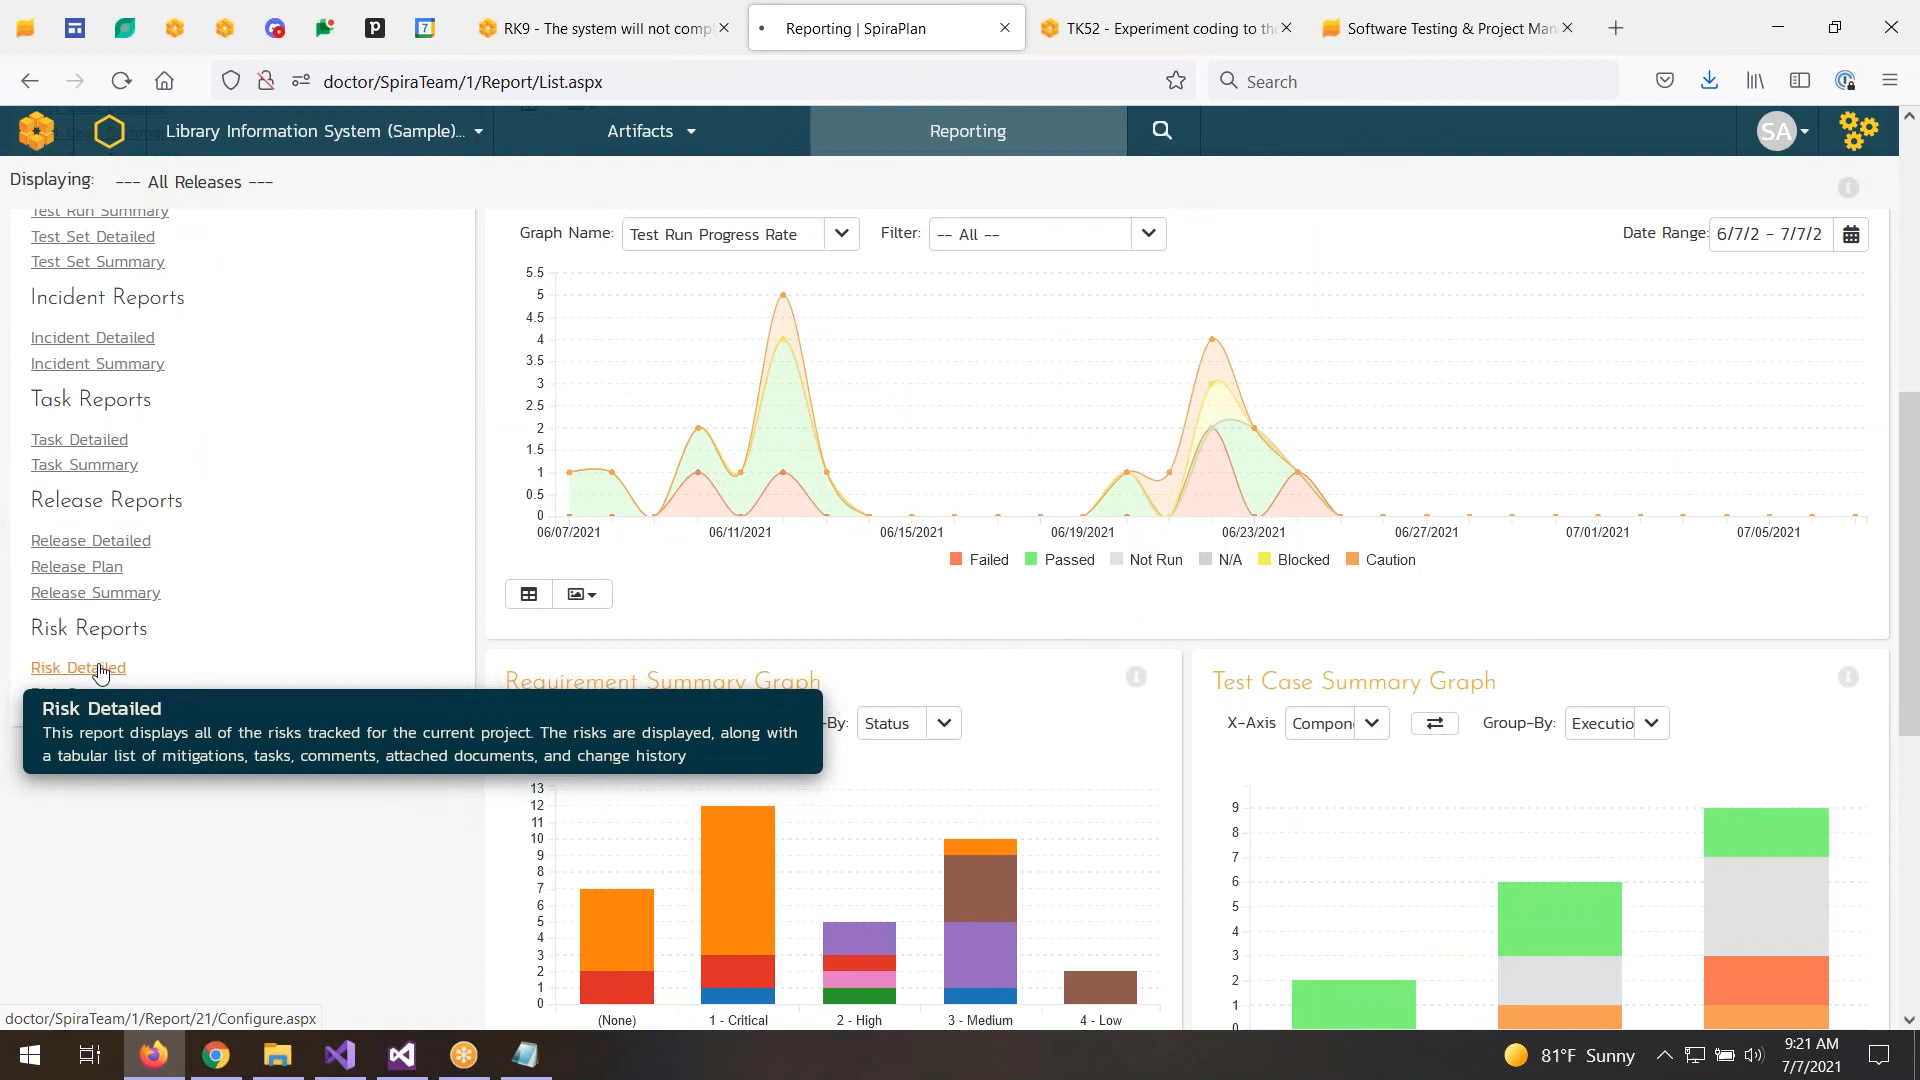 RK9 - The system will not compl
Reporting | SpiraPlan
TK52 - Experiment coding to the
Software Testing & Project Man
doctor/SpiraTeam/1/Report/List.aspx
Search
Library Information System (Sample)...
Artifacts
Reporting
SA
Displaying: --- All Releases ---
Test Run Summary
Test Set Detailed
Test Set Summary
Incident Reports
Incident Detailed
Incident Summary
Task Reports
Task Detailed
Task Summary
Release Reports
Release Detailed
Release Plan
Release Summary
Risk Reports
Risk Detailed
Risk Detailed
This report displays all of the risks tracked for the current project. The risks are displayed, along with
a tabular list of mitigations, tasks, comments, attached documents, and change history
Graph Name: Test Run Progress Rate Filter: -- All -- Date Range: 6/7/2 - 7/7/2
5.5
5
4.5
4
3.5
3
2.5
2
1.5
1
0.5
0
06/07/2021 06/11/2021 06/15/2021 06/19/2021 06/23/2021 06/27/2021 07/01/2021 07/05/2021
Failed Passed Not Run N/A Blocked Caution
Requirement Summary Graph
-By: Status
13
12
11
10
9
8
7
6
5
4
3
2
1
0
(None) 1 - Critical 2 - High 3 - Medium 4 - Low
Test Case Summary Graph
X-Axis Compon Group-By: Executio
9
8
7
6
5
4
3
2
1
0
doctor/SpiraTeam/1/Report/21/Configure.aspx
81°F Sunny
9:21 AM
7/7/2021